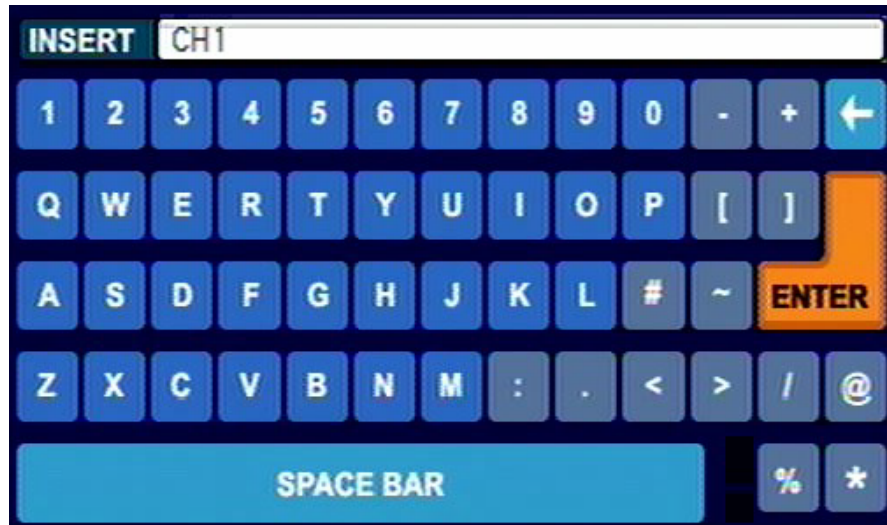 INSERT CH1
1 2 3 4 5 6 7 8 9 0 - + ←
Q W E R T Y U I O P [ ]
A S D F G H J K L # ~ ENTER
Z X C V B N M : . < > / @
SPACE BAR % *